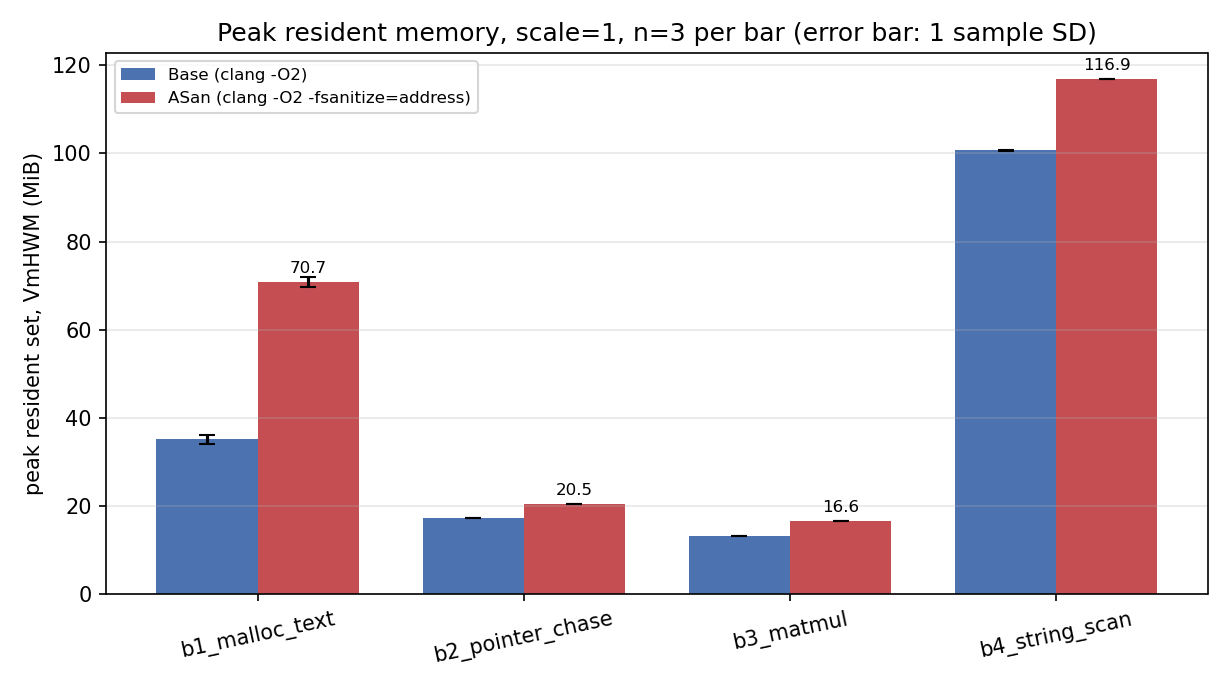 Peak resident memory, scale=1, n=3 per bar (error bar: 1 sample SD)
Base (clang -O2)
ASan (clang -O2 -fsanitize=address)
peak resident set, VmHWM (MiB)
120
100
80
60
40
20
0
70.7
20.5
16.6
116.9
b1_malloc_text
b2_pointer_chase
b3_matmul
b4_string_scan